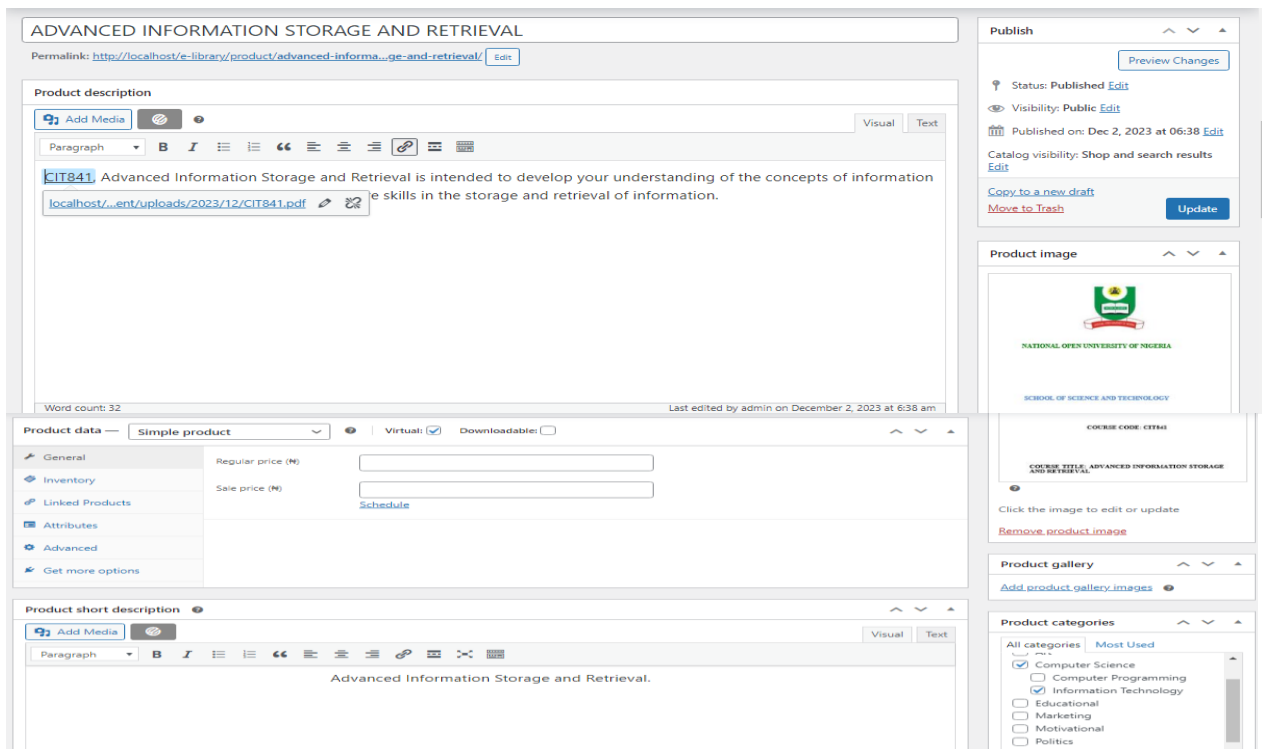 ADVANCED INFORMATION STORAGE AND RETRIEVAL
Permalink: http://localhost/e-library/product/advanced-informa...ge-and-retrieval/ Edit
Product description
Add Media
Visual Text
Paragraph B I
CIT841, Advanced Information Storage and Retrieval is intended to develop your understanding of the concepts of information
e skills in the storage and retrieval of information.
localhost/...ent/uploads/2023/12/CIT841.pdf
Word count: 32 Last edited by admin on December 2, 2023 at 6:38 am
Product data — Simple product Virtual: Downloadable:
General
Inventory
Linked Products
Attributes
Advanced
Get more options
Regular price (₦)
Sale price (₦)
Schedule
Product short description
Add Media
Visual Text
Paragraph B I
Advanced Information Storage and Retrieval.
Publish
Preview Changes
Status: Published Edit
Visibility: Public Edit
Published on: Dec 2, 2023 at 06:38 Edit
Catalog visibility: Shop and search results
Edit
Copy to a new draft
Move to Trash
Update
Product image
NATIONAL OPEN UNIVERSITY OF NIGERIA
SCHOOL OF SCIENCE AND TECHNOLOGY
COURSE CODE: CIT841
COURSE TITLE: ADVANCED INFORMATION STORAGE
AND RETRIEVAL
Click the image to edit or update
Remove product image
Product gallery
Add product gallery images
Product categories
All categories Most Used
Computer Science
Computer Programming
Information Technology
Educational
Marketing
Motivational
Politics